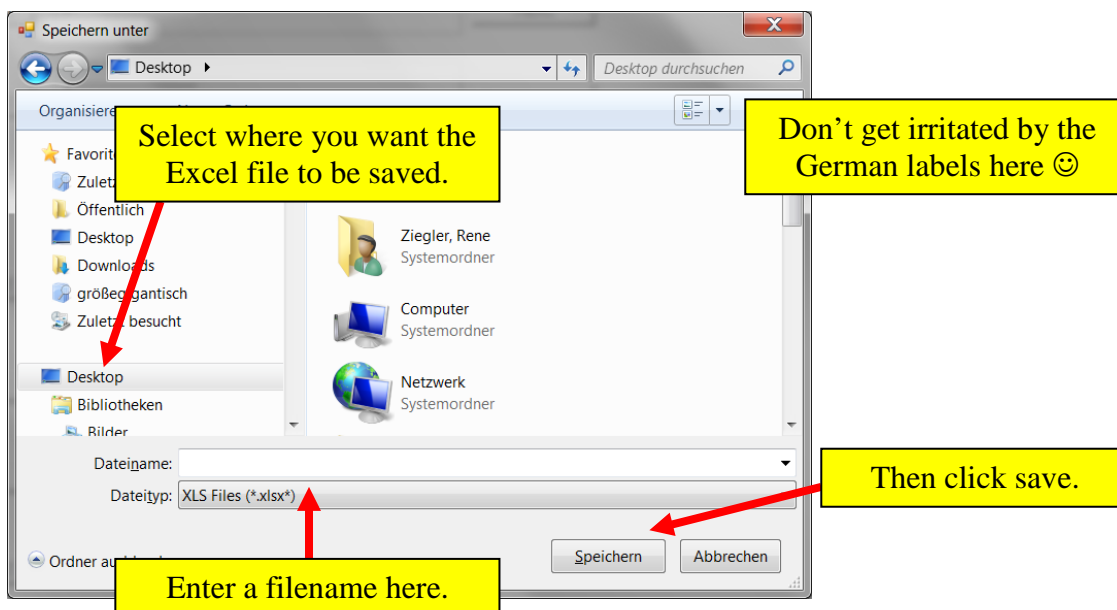 Speichern unter
Desktop
Desktop durchsuchen
Organisiere
Select where you want the
Excel file to be saved.
Don't get irritated by the
German labels here ☺
Favorit
Zuletz
Öffentlich
Desktop
Downloads
größegigantisch
Zuletzt besucht
Desktop
Bibliotheken
Bilder
Ziegler, Rene
Systemordner
Computer
Systemordner
Netzwerk
Systemordner
Dateiname:
Dateityp: XLS Files (*.xlsx*)
Then click save.
Ordner au
Speichern
Abbrechen
Enter a filename here.